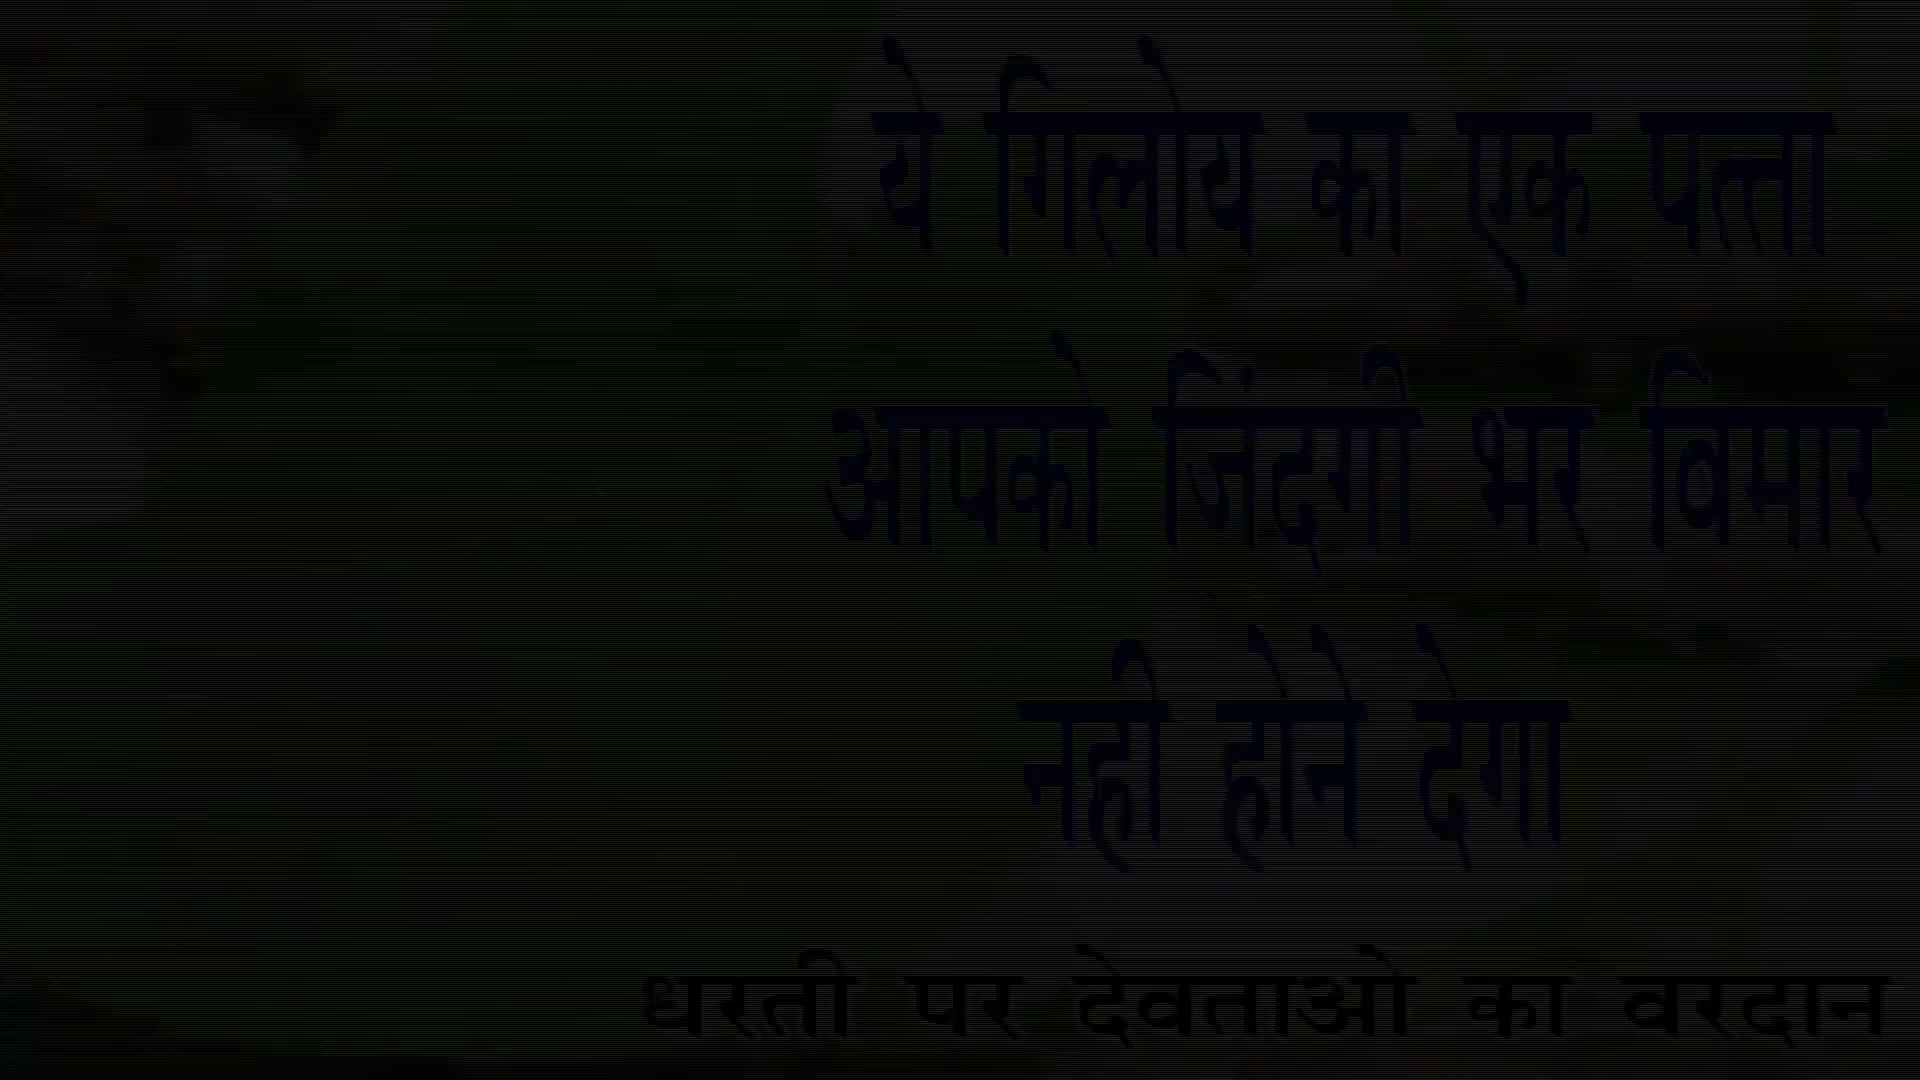 ये गिलोय का एक पत्ता
आपको जिंदगी भर विमार
नही होने देगा
धरती पर देवताओ का वरदान